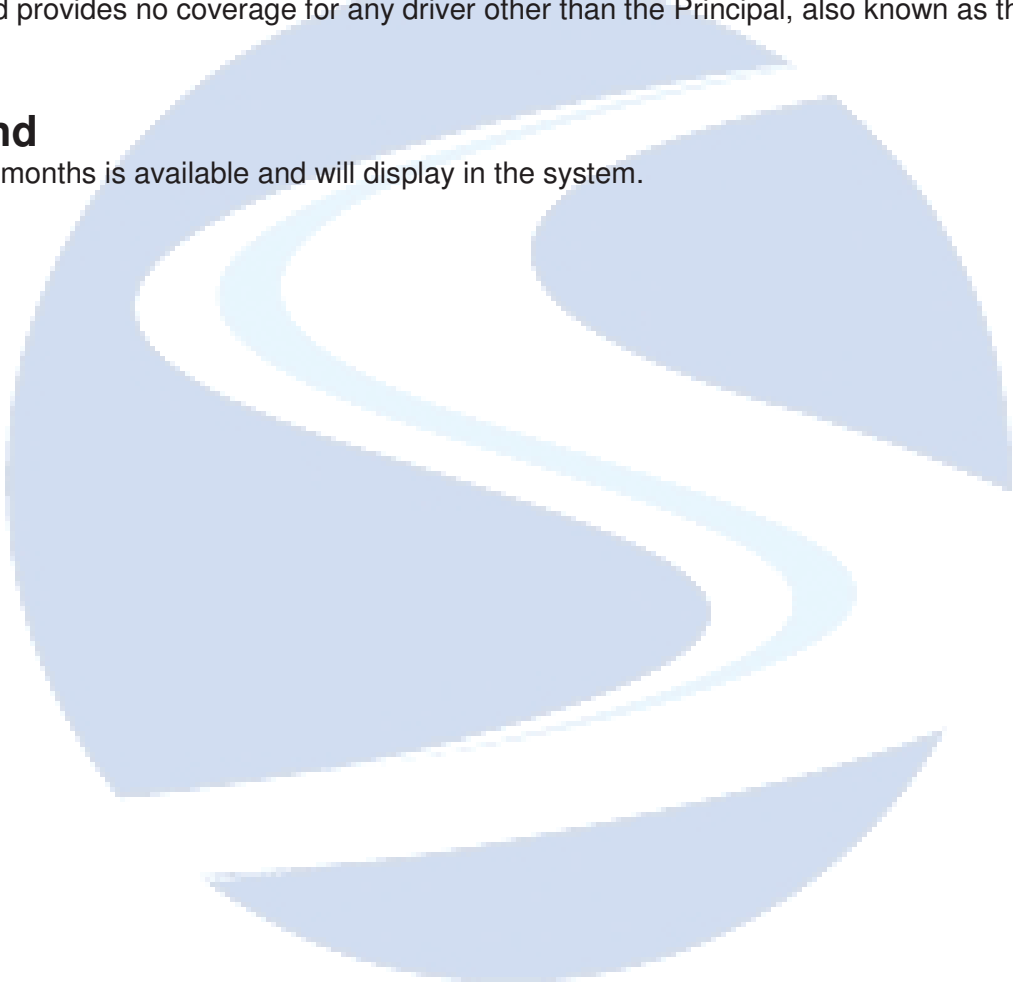 provides no coverage for any driver other than the Principal, also known as
nd
months is available and will display in the system.